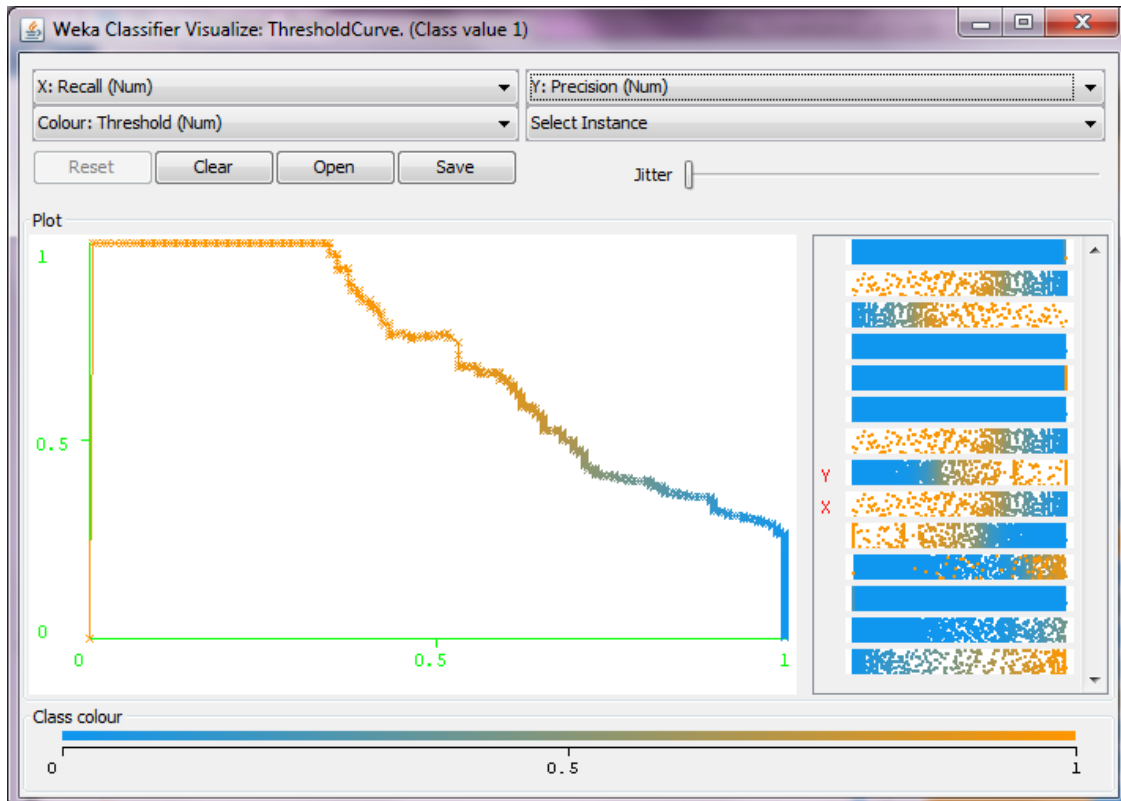 Weka Classifier Visualize: ThresholdCurve. (Class value 1)
X: Recall (Num) Y: Precision (Num)
Colour: Threshold (Num) Select Instance
Reset Clear Open Save Jitter
Plot
1
0.5
0
0 0.5 1
Y
X
Class colour
0 0.5 1